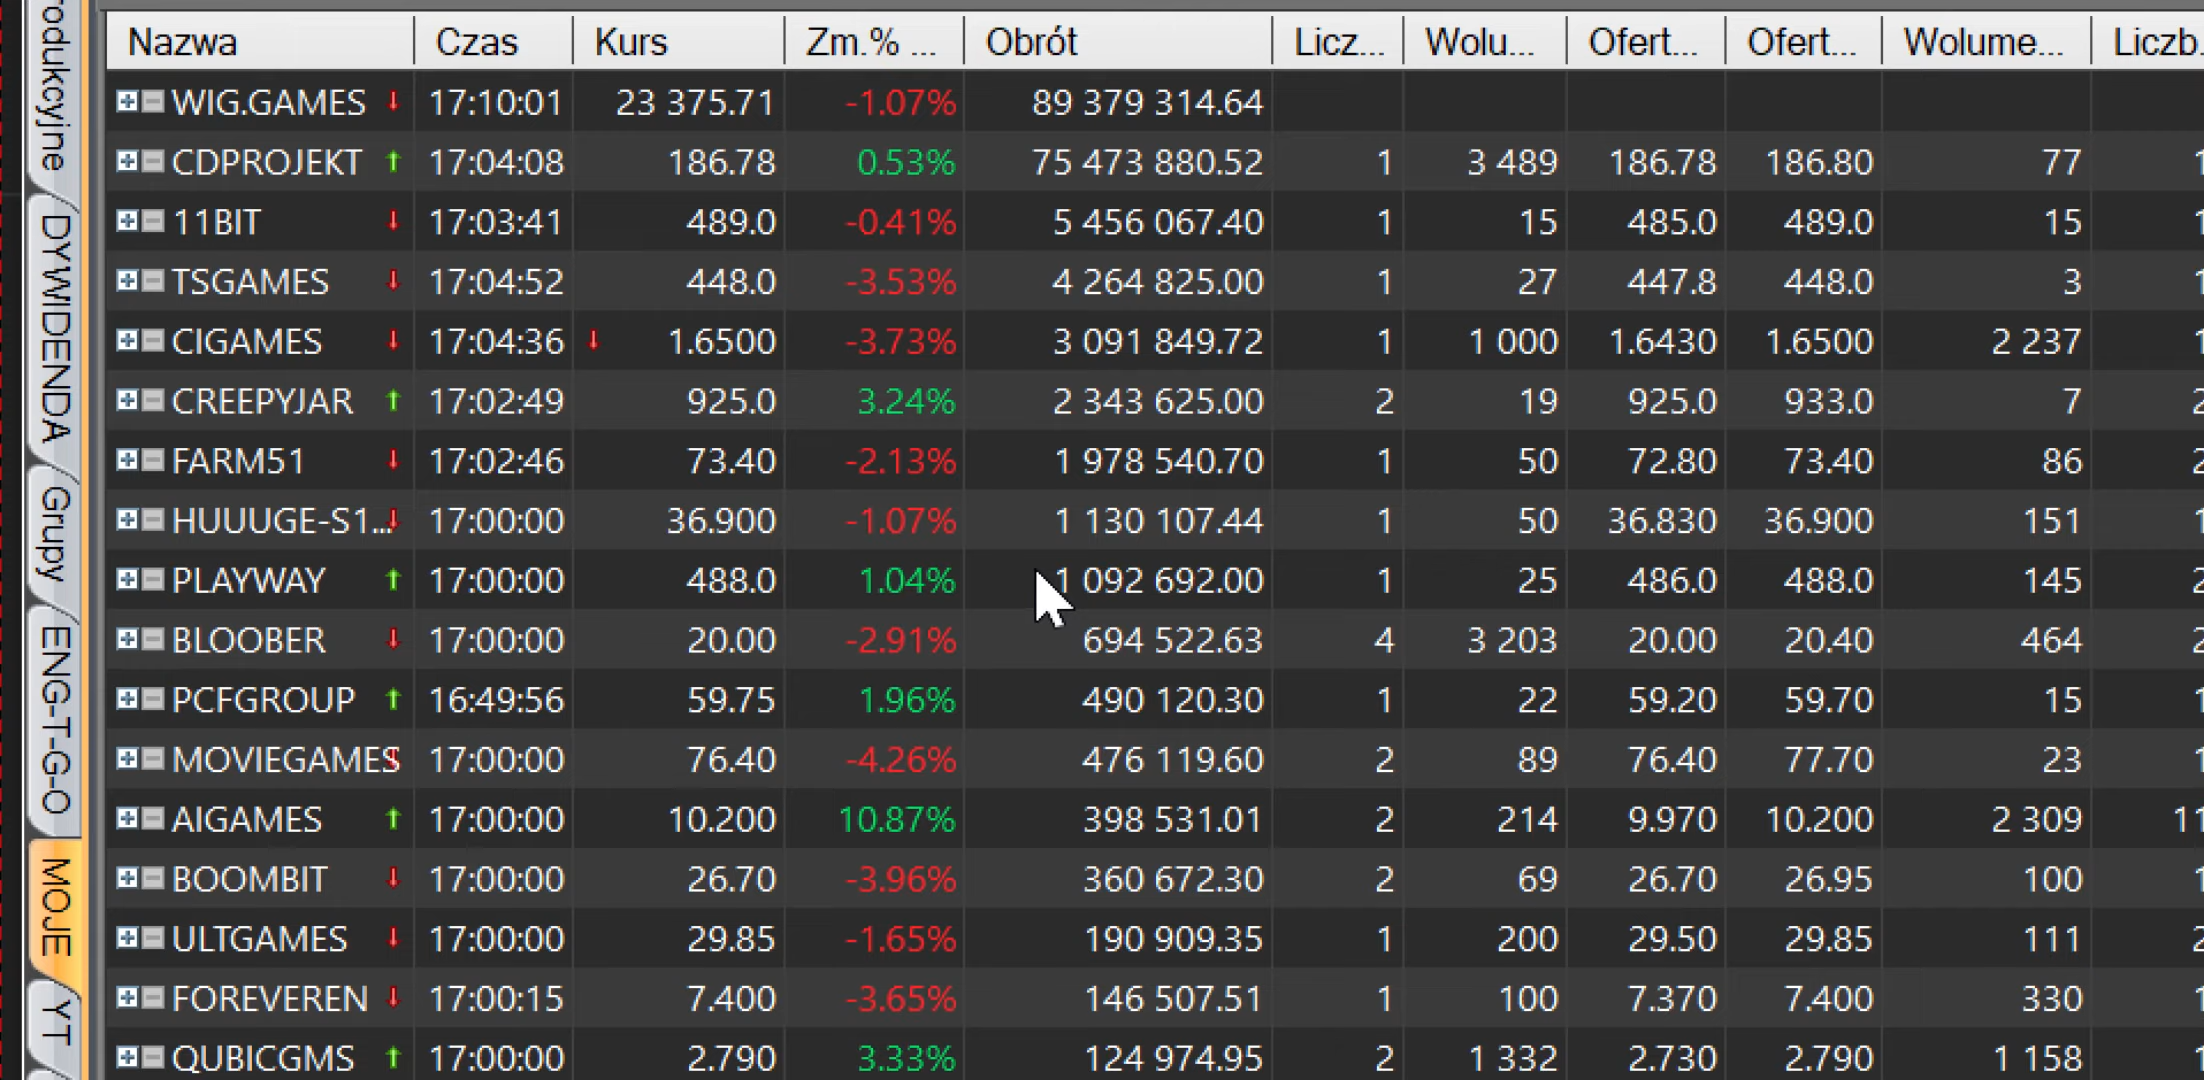 Nazwa Czas Kurs Zm.% ... Obrót Licz... Wolu... Ofert... Ofert... Wolume... Liczb.
WIG.GAMES 17:10:01 23 375.71 -1.07% 89 379 314.64
CDPROJEKT 17:04:08 186.78 0.53% 75 473 880.52 1 3 489 186.78 186.80 77 1
11BIT 17:03:41 489.0 -0.41% 5 456 067.40 1 15 485.0 489.0 15 1
TSGAMES 17:04:52 448.0 -3.53% 4 264 825.00 1 27 447.8 448.0 3 1
CIGAMES 17:04:36 1.6500 -3.73% 3 091 849.72 1 1 000 1.6430 1.6500 2 237 1
CREEPYJAR 17:02:49 925.0 3.24% 2 343 625.00 2 19 925.0 933.0 7 2
FARM51 17:02:46 73.40 -2.13% 1 978 540.70 1 50 72.80 73.40 86 2
HUUUGE-S1... 17:00:00 36.900 -1.07% 1 130 107.44 1 50 36.830 36.900 151 1
PLAYWAY 17:00:00 488.0 1.04% 1 092 692.00 1 25 486.0 488.0 145 2
BLOOBER 17:00:00 20.00 -2.91% 694 522.63 4 3 203 20.00 20.40 464 2
PCFGROUP 16:49:56 59.75 1.96% 490 120.30 1 22 59.20 59.70 15 1
MOVIEGAMES 17:00:00 76.40 -4.26% 476 119.60 2 89 76.40 77.70 23 1
AIGAMES 17:00:00 10.200 10.87% 398 531.01 2 214 9.970 10.200 2 309 11
BOOMBIT 17:00:00 26.70 -3.96% 360 672.30 2 69 26.70 26.95 100 1
ULTGAMES 17:00:00 29.85 -1.65% 190 909.35 1 200 29.50 29.85 111 2
FOREVEREN 17:00:15 7.400 -3.65% 146 507.51 1 100 7.370 7.400 330 1
QUBICGMS 17:00:00 2.790 3.33% 124 974.95 2 1 332 2.730 2.790 1 158 1
odukcyjne
DYWIDENDA
Grupy
ENG-T-G-O
MOJE
YT